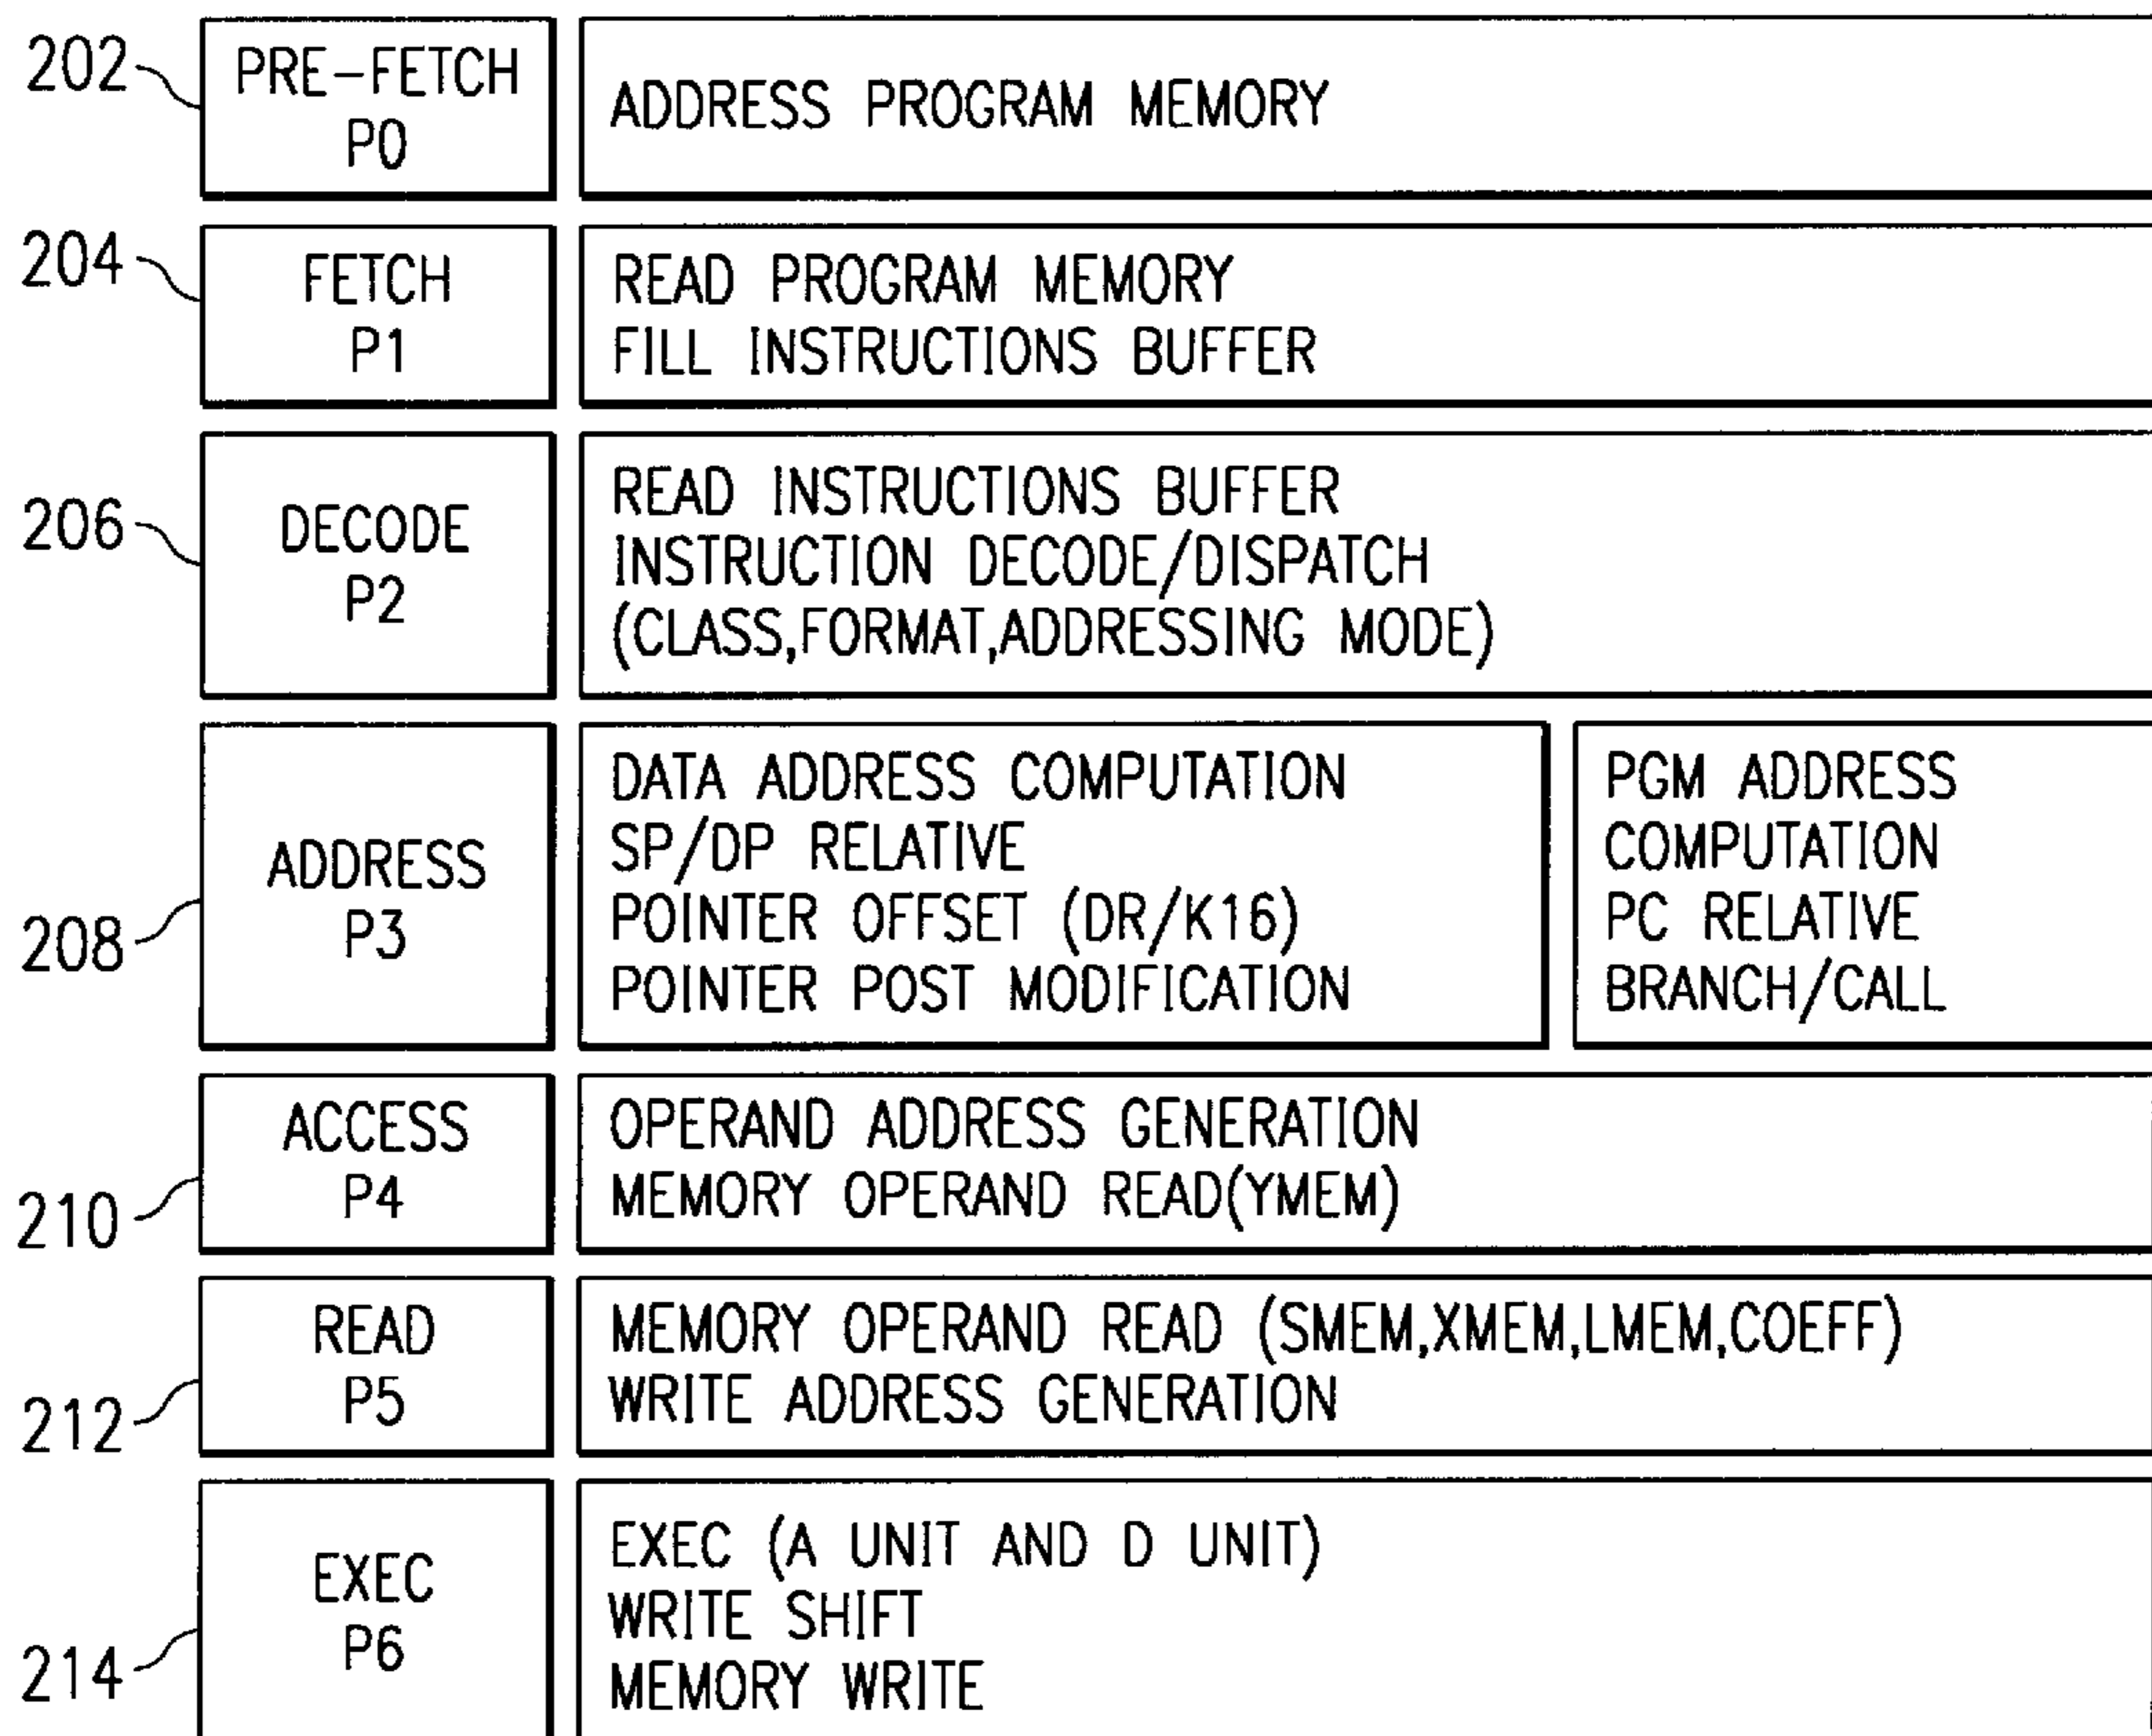 202
PRE-FETCH
P0
ADDRESS PROGRAM MEMORY
204
FETCH
P1
READ PROGRAM MEMORY
FILL INSTRUCTIONS BUFFER
206
DECODE
P2
READ INSTRUCTIONS BUFFER
INSTRUCTION DECODE/DISPATCH
(CLASS,FORMAT,ADDRESSING MODE)
208
ADDRESS
P3
DATA ADDRESS COMPUTATION
SP/DP RELATIVE
POINTER OFFSET (DR/K16)
POINTER POST MODIFICATION
PGM ADDRESS
COMPUTATION
PC RELATIVE
BRANCH/CALL
210
ACCESS
P4
OPERAND ADDRESS GENERATION
MEMORY OPERAND READ(YMEM)
212
READ
P5
MEMORY OPERAND READ (SMEM,XMEM,LMEM,COEFF)
WRITE ADDRESS GENERATION
214
EXEC
P6
EXEC (A UNIT AND D UNIT)
WRITE SHIFT
MEMORY WRITE